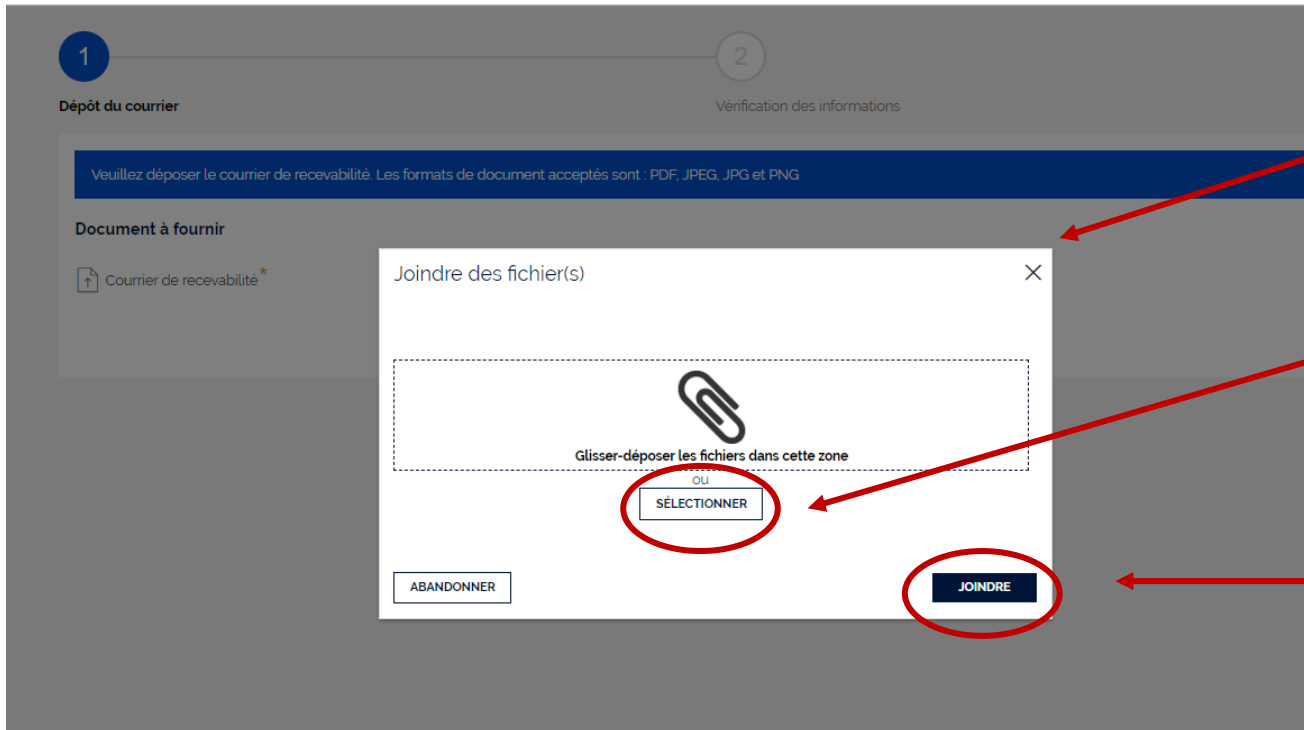 1
2
Dépôt du courrier
Vérification des informations
Veuillez déposer le courrier de recevabilité. Les formats de document acceptés sont : PDF, JPEG, JPG et PNG
Document à fournir
Courrier de recevabilité*
Joindre des fichier(s)
Glisser-déposer les fichiers dans cette zone
ou
SÉLECTIONNER
ABANDONNER
JOINDRE